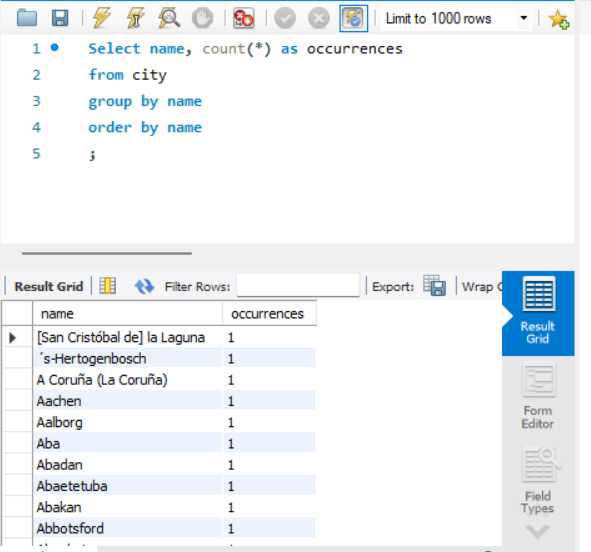 Limit to 1000 rows
1 Select name, count(*) as occurrences
2 from city
3 group by name
4 order by name
5 ;
Result Grid Filter Rows: Export: Wrap C
name occurrences
[San Cristóbal de] la Laguna 1
´s-Hertogenbosch 1
A Coruña (La Coruña) 1
Aachen 1
Aalborg 1
Aba 1
Abadan 1
Abaetetuba 1
Abakan 1
Abbotsford 1
Result
Grid
Form
Editor
Field
Types